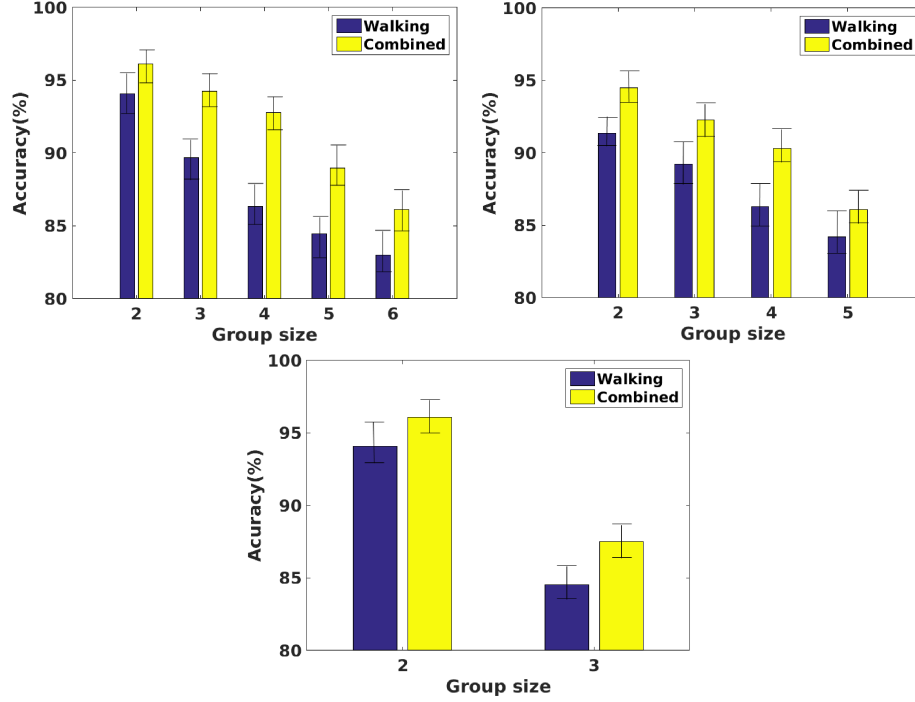 100
95
90
85
80
Accuracy(%)
Walking
Combined
2 3 4 5 6
Group size
100
95
90
85
80
Accuracy(%)
Walking
Combined
2 3 4 5
Group size
100
95
90
85
80
Acuracy(%)
Walking
Combined
2 3
Group size